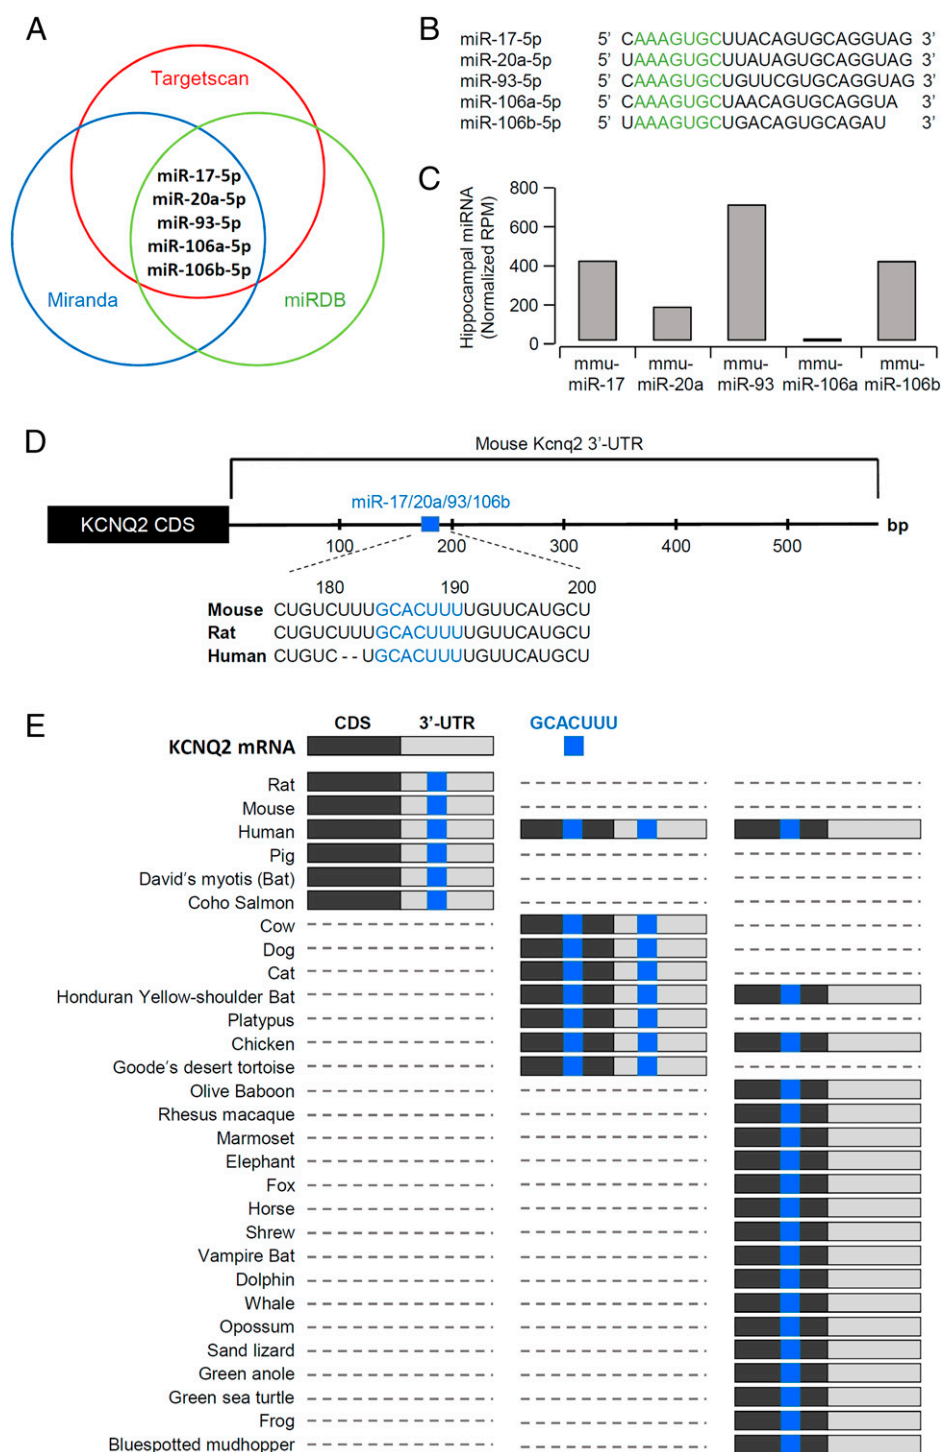 A
Targetscan
miR-17-5p
miR-20a-5p
miR-93-5p
miR-106a-5p
miR-106b-5p
Miranda
miRDB
B
miR-17-5p 5' CAAAGUGCUUACAGUGCAGGUAG 3'
miR-20a-5p 5' UAAAGUGCUUAUAGUGCAGGUAG 3'
miR-93-5p 5' CAAAGUGCUGUUCGUGCAGGUAG 3'
miR-106a-5p 5' CAAAGUGCUAACAGUGCAGGUA 3'
miR-106b-5p 5' UAAAGUGCUGACAGUGCAGAU 3'
C
Hippocampal miRNA
(Normalized RPM)
800
600
400
200
0
mmu-miR-17
mmu-miR-20a
mmu-miR-93
mmu-miR-106a
mmu-miR-106b
D
Mouse Kcnq2 3'-UTR
miR-17/20a/93/106b
KCNQ2 CDS
bp
100 200 300 400 500
180 190 200
Mouse CUGUCUUUGCACUUUUGUUCAUGCU
Rat CUGUCUUUGCACUUUUGUUCAUGCU
Human CUGUC--UGCACUUUUGUUCAUGCU
E
CDS 3'-UTR GCACUUU
KCNQ2 mRNA
Rat
Mouse
Human
Pig
David's myotis (Bat)
Coho Salmon
Cow
Dog
Cat
Honduran Yellow-shoulder Bat
Platypus
Chicken
Goode's desert tortoise
Olive Baboon
Rhesus macaque
Marmoset
Elephant
Fox
Horse
Shrew
Vampire Bat
Dolphin
Whale
Opossum
Sand lizard
Green anole
Green sea turtle
Frog
Bluespotted mudhopper